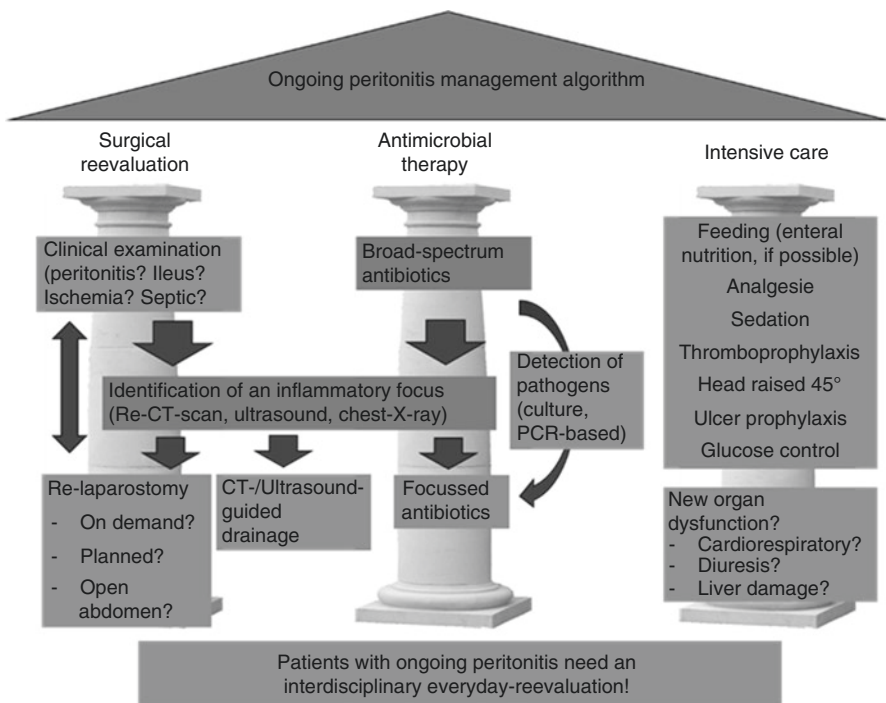 Ongoing peritonitis management algorithm
Surgical
reevaluation
Clinical examination
(peritonitis? Ileus?
Ischemia? Septic?
Antimicrobial
therapy
Broad-spectrum
antibiotics
Identification of an inflammatory focus
(Re-CT-scan, ultrasound, chest-X-ray)
Detection of
pathogens
(culture,
PCR-based)
Re-laparostomy
- On demand?
- Planned?
- Open
abdomen?
CT-/Ultrasound-
guided
drainage
Focussed
antibiotics
Intensive care
Feeding (enteral
nutrition, if possible)
Analgesie
Sedation
Thromboprophylaxis
Head raised 45°
Ulcer prophylaxis
Glucose control
New organ
dysfunction?
- Cardiorespiratory?
- Diuresis?
- Liver damage?
Patients with ongoing peritonitis need an
interdisciplinary everyday-reevaluation!